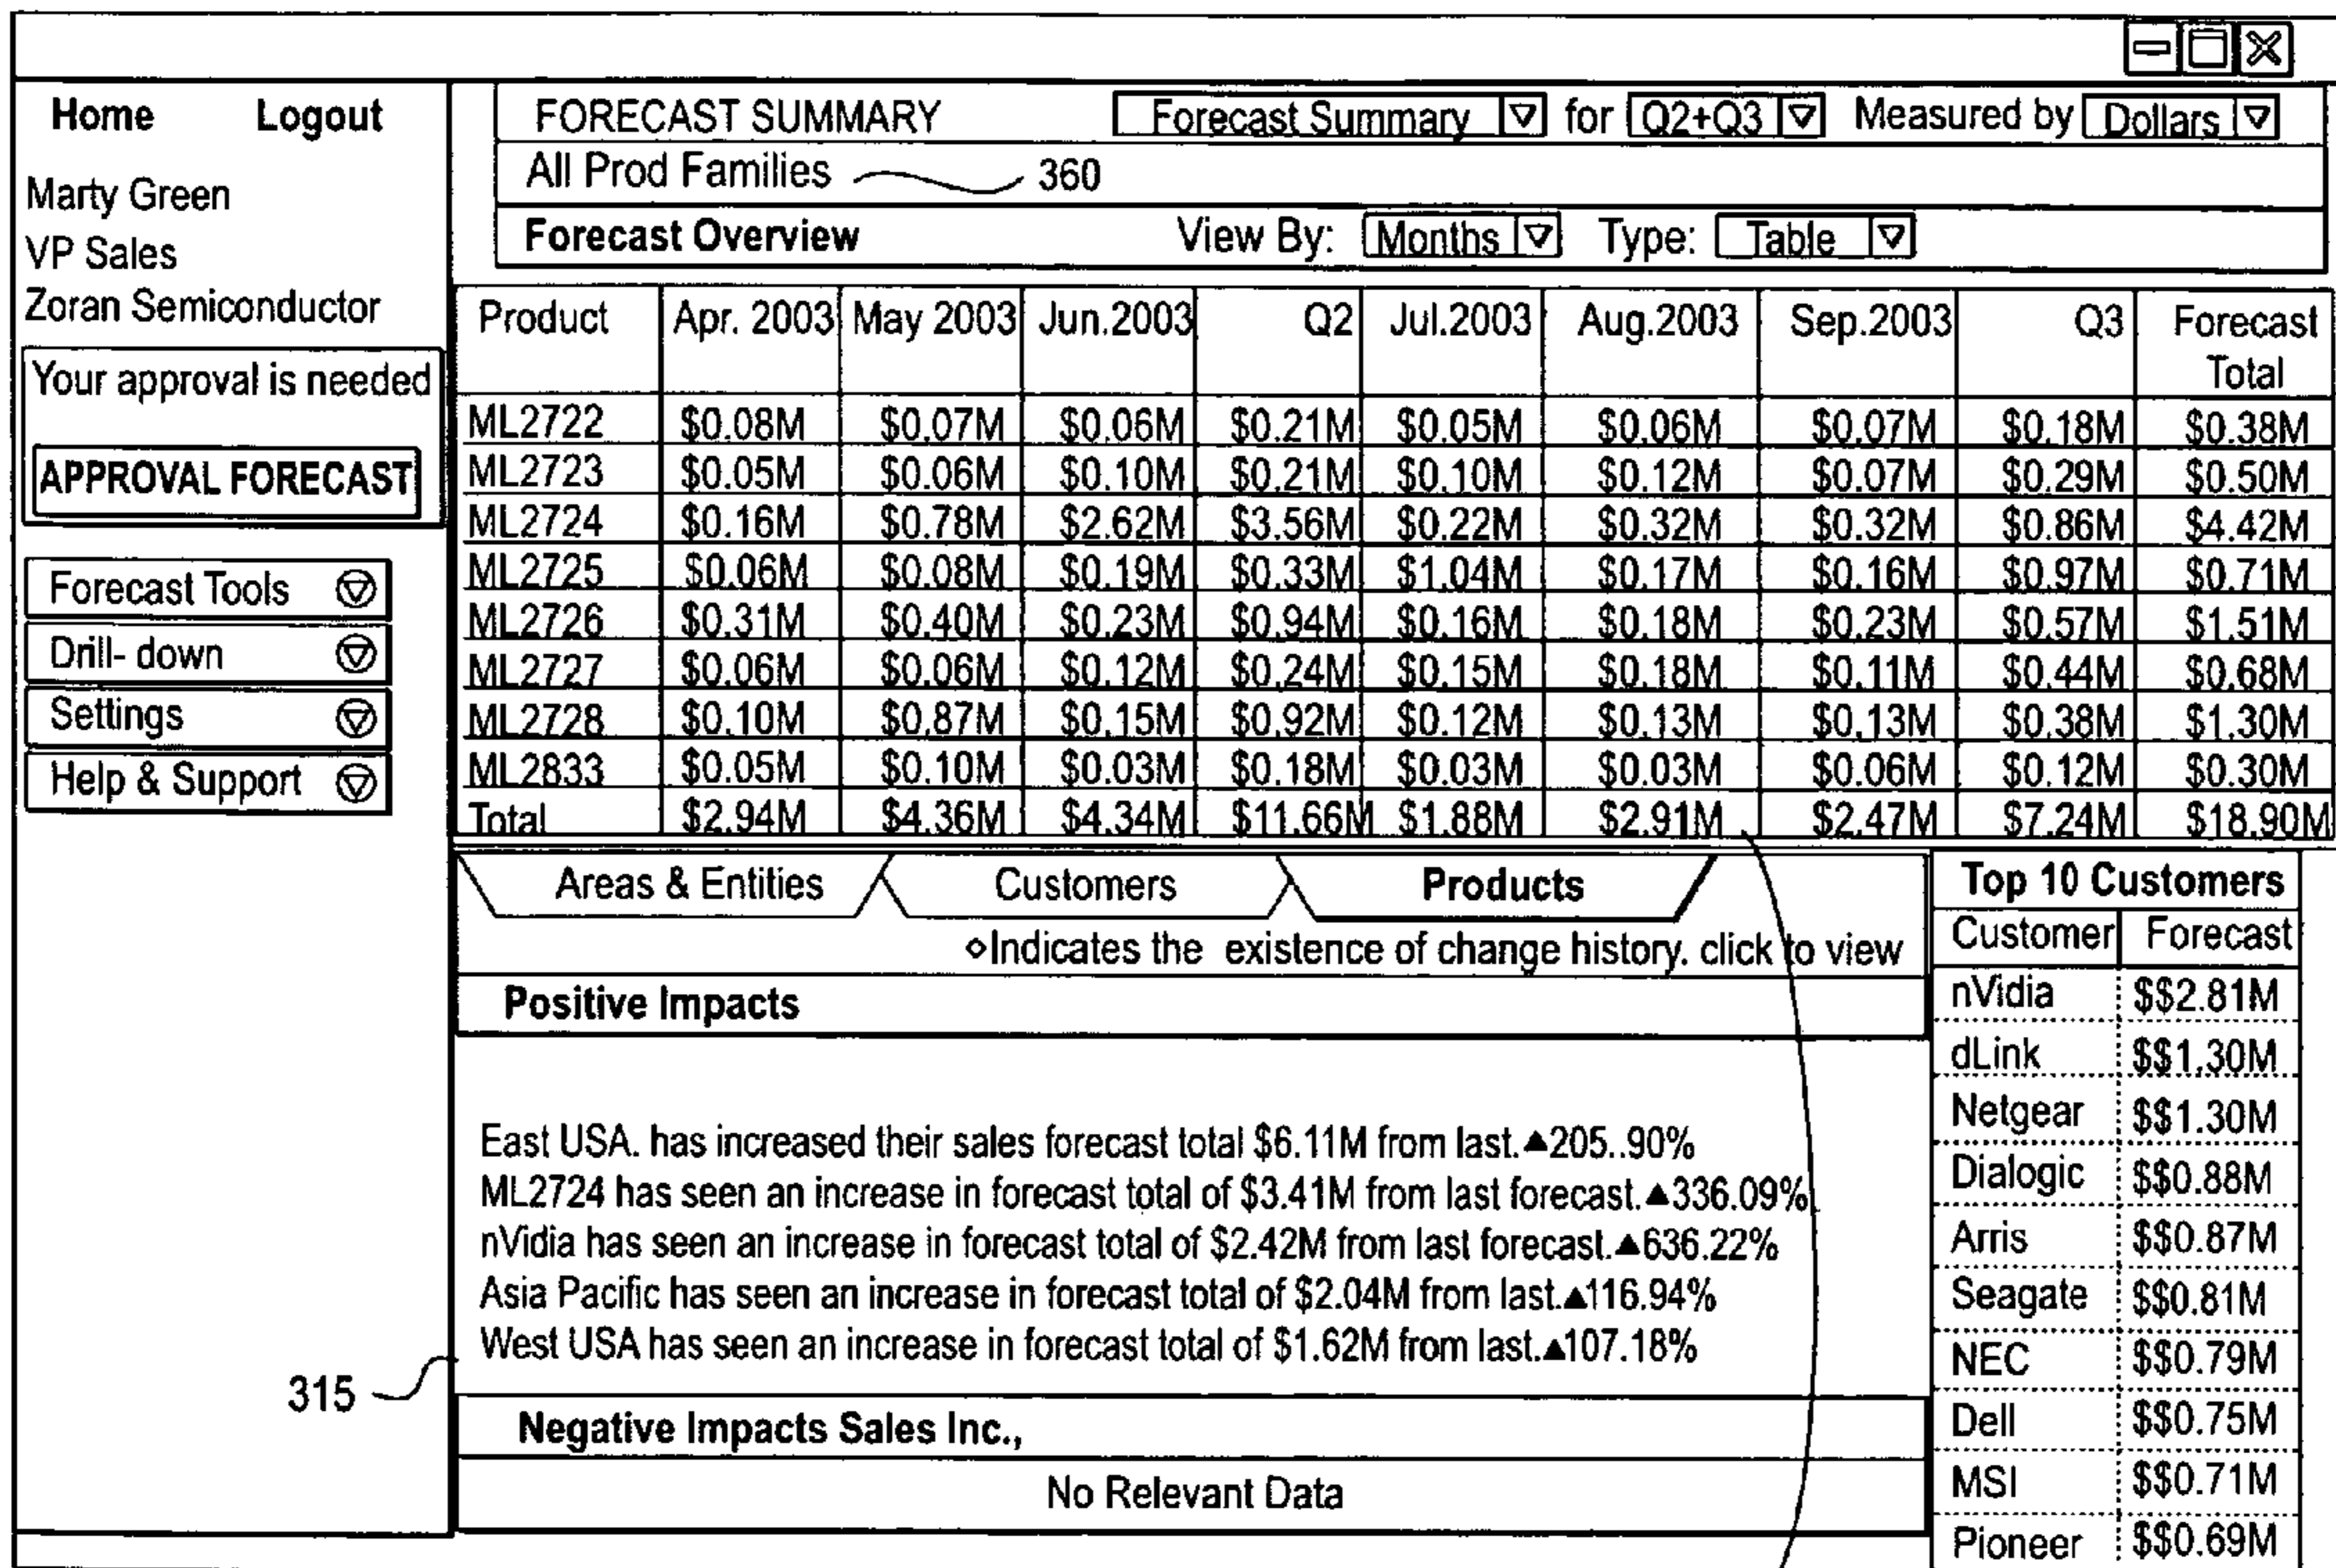 Home Logout
Marty Green
VP Sales
Zoran Semiconductor
Your approval is needed
APPROVAL FORECAST
Forecast Tools
Drill- down
Settings
Help & Support
FORECAST SUMMARY Forecast Summary for Q2+Q3 Measured by Dollars
All Prod Families 360
Forecast Overview View By: Months Type: Table
Product Apr. 2003 May 2003 Jun.2003 Q2 Jul.2003 Aug.2003 Sep.2003 Q3 Forecast
Total
ML2722 $0.08M $0.07M $0.06M $0.21M $0.05M $0.06M $0.07M $0.18M $0.38M
ML2723 $0.05M $0.06M $0.10M $0.21M $0.10M $0.12M $0.07M $0.29M $0.50M
ML2724 $0.16M $0.78M $2.62M $3.56M $0.22M $0.32M $0.32M $0.86M $4.42M
ML2725 $0.06M $0.08M $0.19M $0.33M $1.04M $0.17M $0.16M $0.97M $0.71M
ML2726 $0.31M $0.40M $0.23M $0.94M $0.16M $0.18M $0.23M $0.57M $1.51M
ML2727 $0.06M $0.06M $0.12M $0.24M $0.15M $0.18M $0.11M $0.44M $0.68M
ML2728 $0.10M $0.87M $0.15M $0.92M $0.12M $0.13M $0.13M $0.38M $1.30M
ML2833 $0.05M $0.10M $0.03M $0.18M $0.03M $0.03M $0.06M $0.12M $0.30M
Total $2.94M $4.36M $4.34M $11.66M $1.88M $2.91M $2.47M $7.24M $18.90M
Areas & Entities Customers Products
⋄Indicates the existence of change history. click to view
Positive Impacts
East USA. has increased their sales forecast total $6.11M from last.▲205..90%
ML2724 has seen an increase in forecast total of $3.41M from last forecast.▲336.09%
nVidia has seen an increase in forecast total of $2.42M from last forecast.▲636.22%
Asia Pacific has seen an increase in forecast total of $2.04M from last.▲116.94%
West USA has seen an increase in forecast total of $1.62M from last.▲107.18%
315
Negative Impacts Sales Inc.,
No Relevant Data
Top 10 Customers
Customer Forecast
nVidia $$2.81M
dLink $$1.30M
Netgear $$1.30M
Dialogic $$0.88M
Arris $$0.87M
Seagate $$0.81M
NEC $$0.79M
Dell $$0.75M
MSI $$0.71M
Pioneer $$0.69M